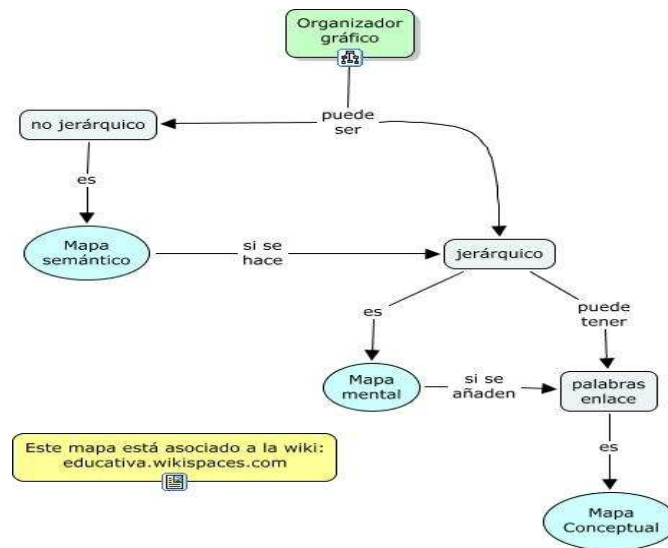 Organizador
gráfico
puede
ser
no jerárquico
es
Mapa
semántico
si se
hace
jerárquico
es
puede
tener
Mapa
mental
si se
añaden
palabras
enlace
Este mapa está asociado a la wiki:
educativa.wikispaces.com
es
Mapa
Conceptual